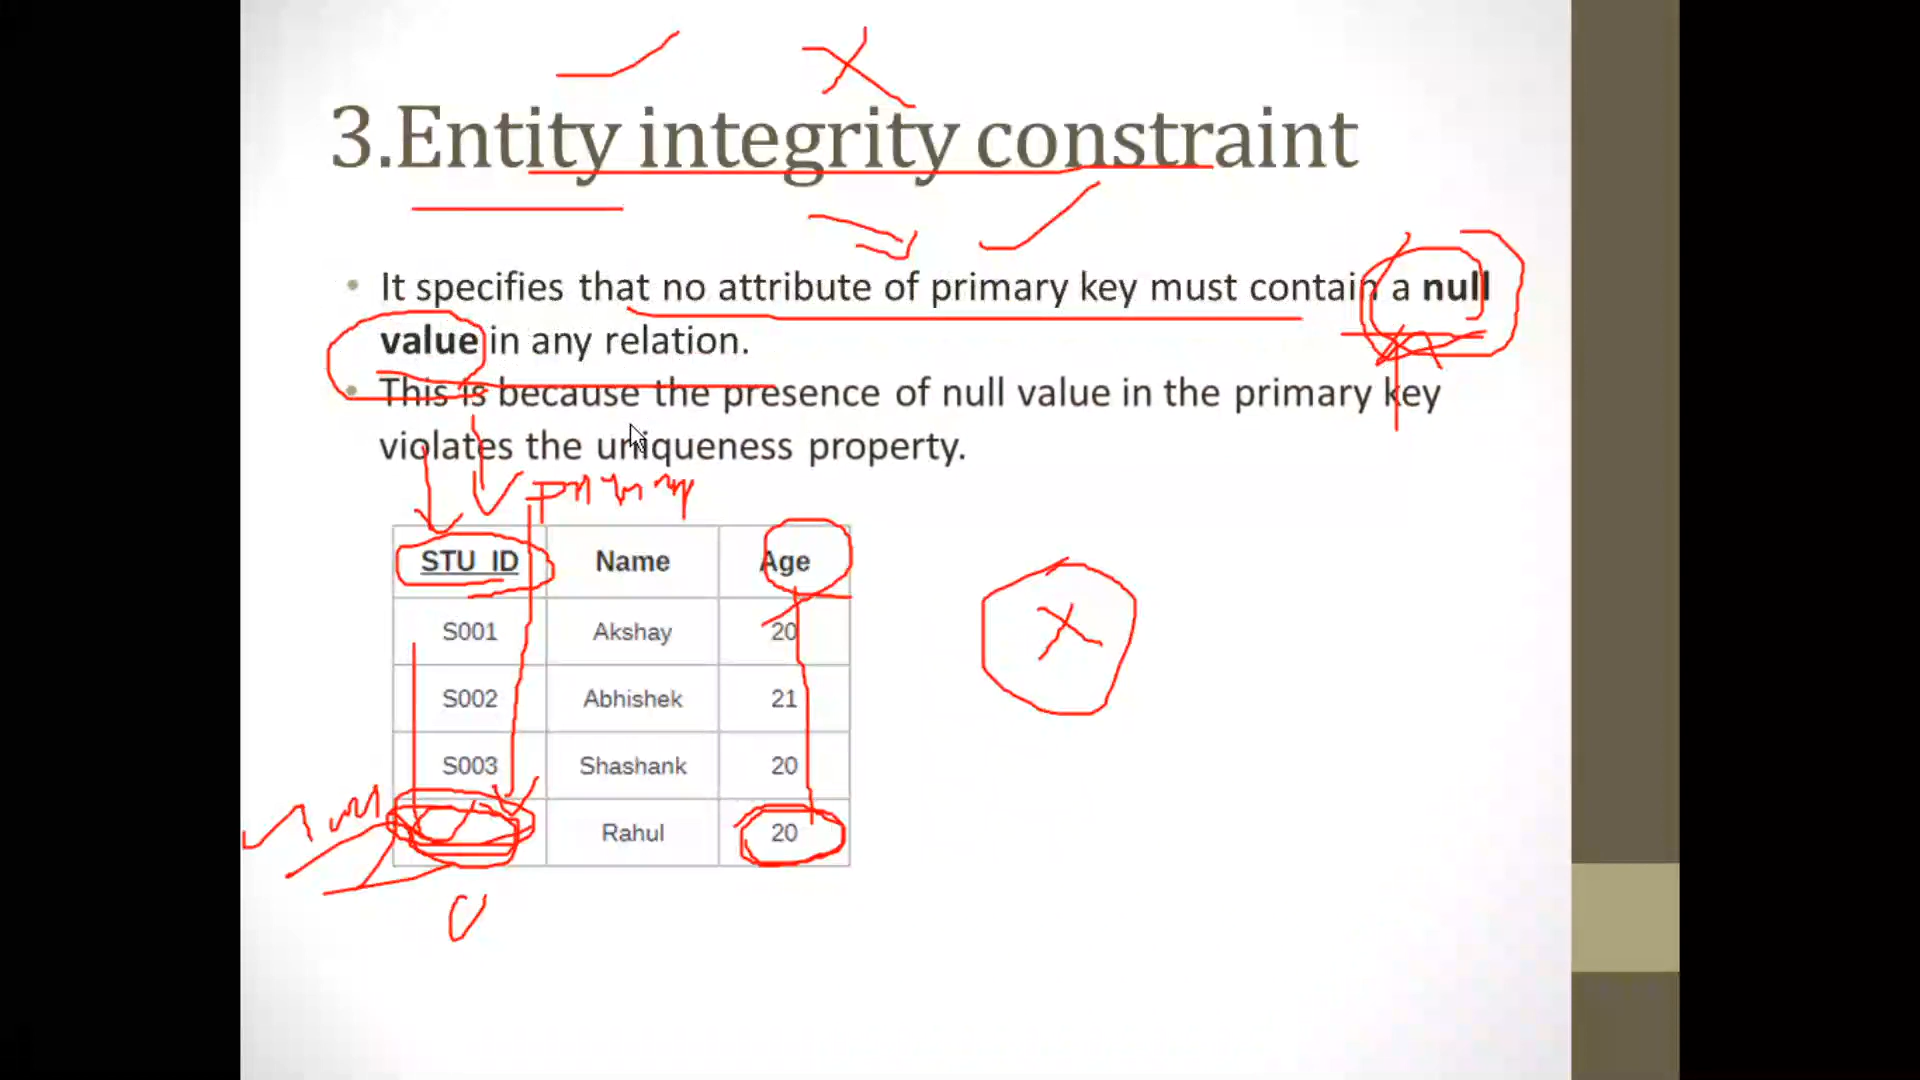 3.Entity integrity constraint
• It specifies that no attribute of primary key must contain a null
value in any relation.
• This is because the presence of null value in the primary key
violates the uniqueness property.
primary
STU_ID Name Age
S001 Akshay 20
S002 Abhishek 21
S003 Shashank 20
Rahul 20